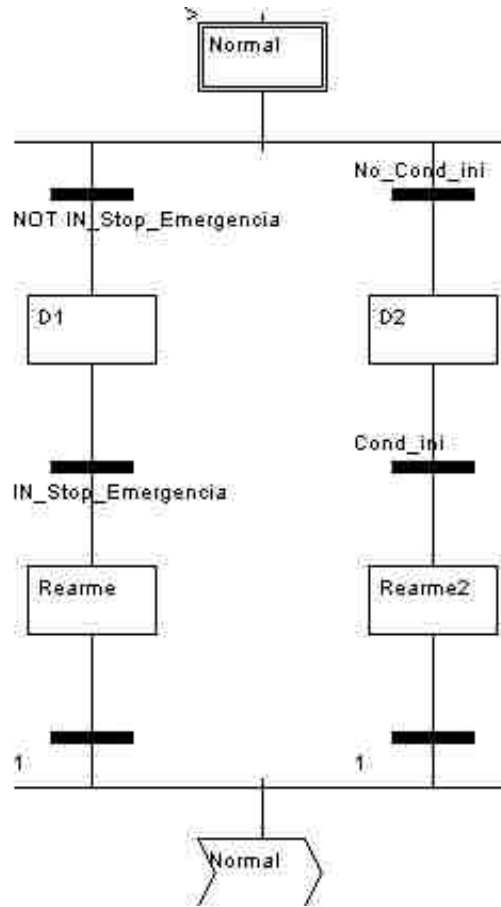 Normal
No_Cond_ini
NOT IN_Stop_Emergencia
D1
D2
Cond_ini
IN_Stop_Emergencia
Rearme
Rearme2
1
1
Normal